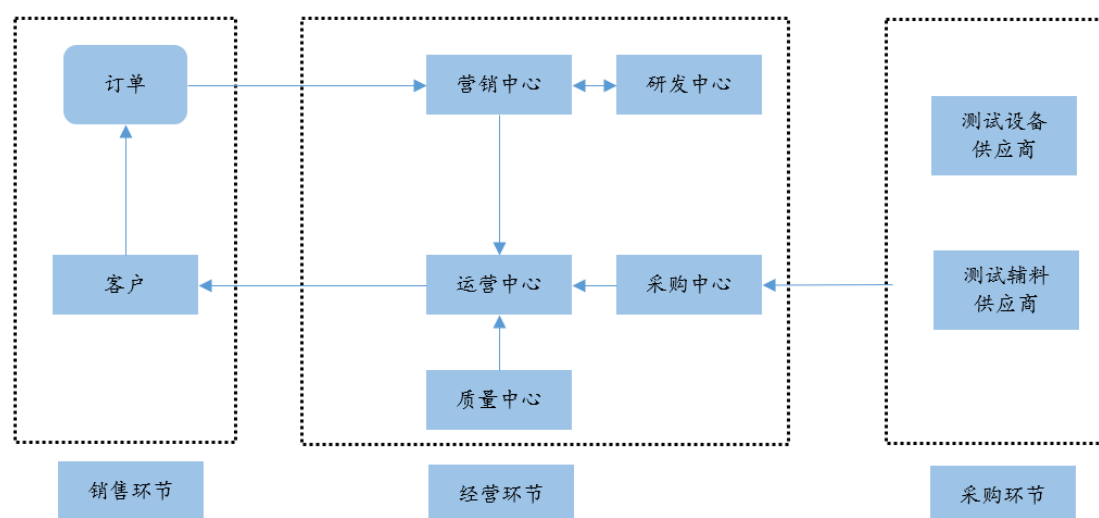 订单
营销中心
研发中心
测试设备
供应商
客户
运营中心
采购中心
测试辅料
供应商
质量中心
销售环节
经营环节
采购环节